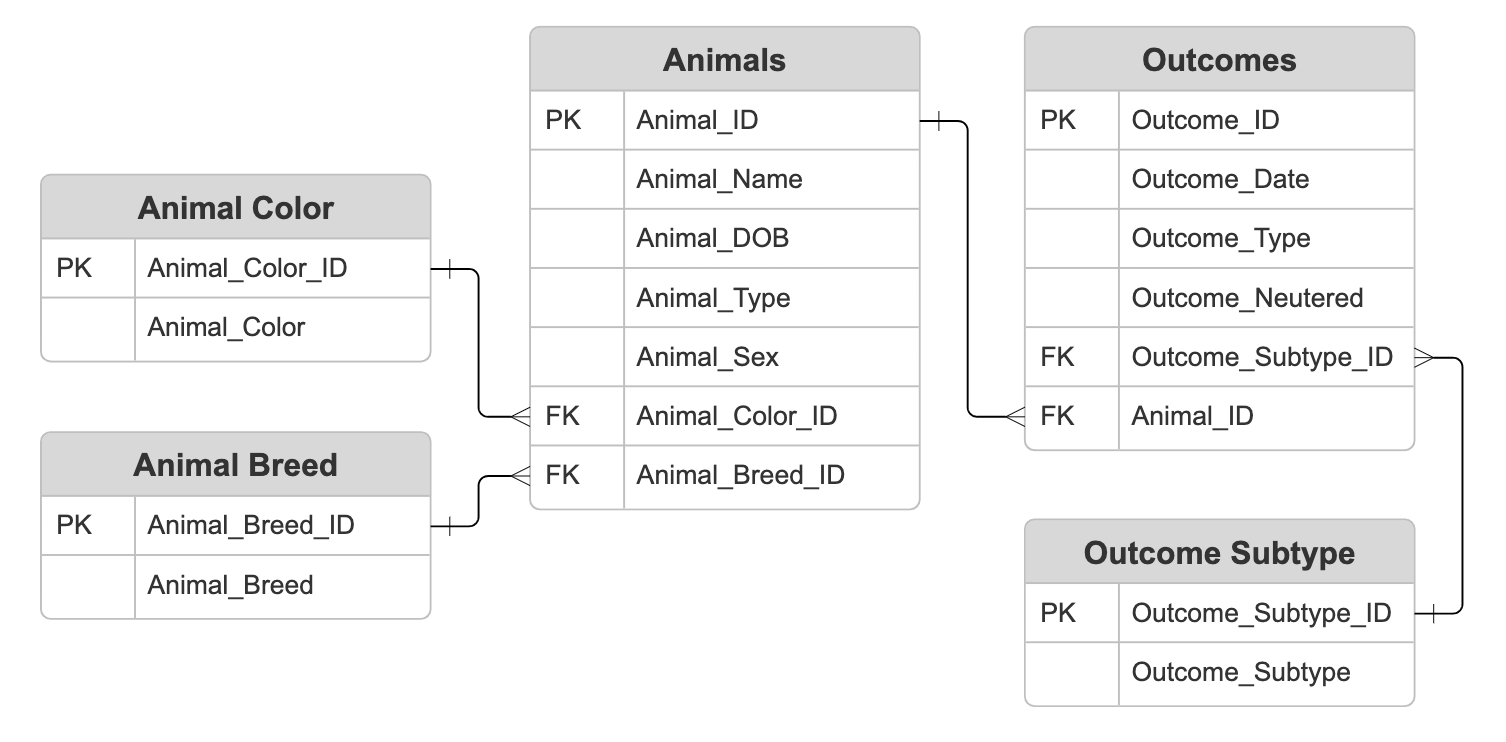 Animal Color
PK Animal_Color_ID
Animal_Color
Animal Breed
PK Animal_Breed_ID
Animal_Breed
Animals
PK Animal_ID
Animal_Name
Animal_DOB
Animal_Type
Animal_Sex
FK Animal_Color_ID
FK Animal_Breed_ID
Outcomes
PK Outcome_ID
Outcome_Date
Outcome_Type
Outcome_Neutered
FK Outcome_Subtype_ID
FK Animal_ID
Outcome Subtype
PK Outcome_Subtype_ID
Outcome_Subtype